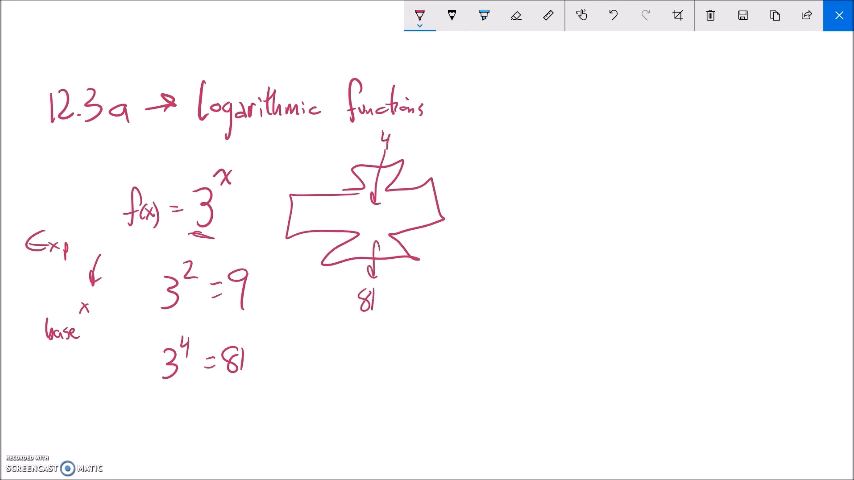 12.3a → Logarithmic functions
4
f(x) = 3^x
Exp
3^2 = 9
81
base^x
3^4 = 81
RECORDED WITH
SCREENCAST MATIC